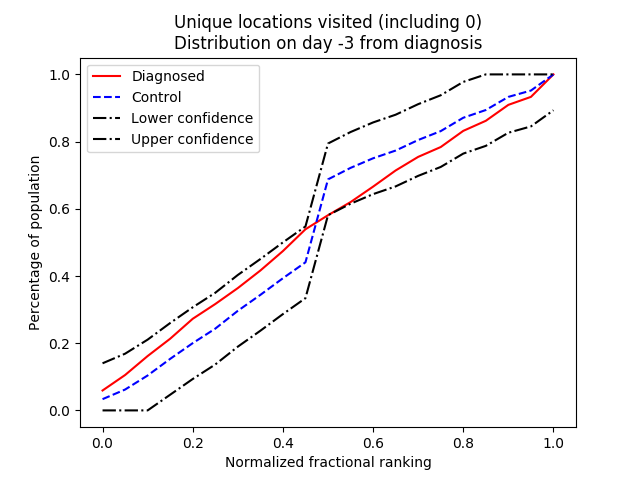 Unique locations visited (including 0)
Distribution on day -3 from diagnosis
Diagnosed
Control
Lower confidence
Upper confidence
Percentage of population
1.0
0.8
0.6
0.4
0.2
0.0
0.0 0.2 0.4 0.6 0.8 1.0
Normalized fractional ranking